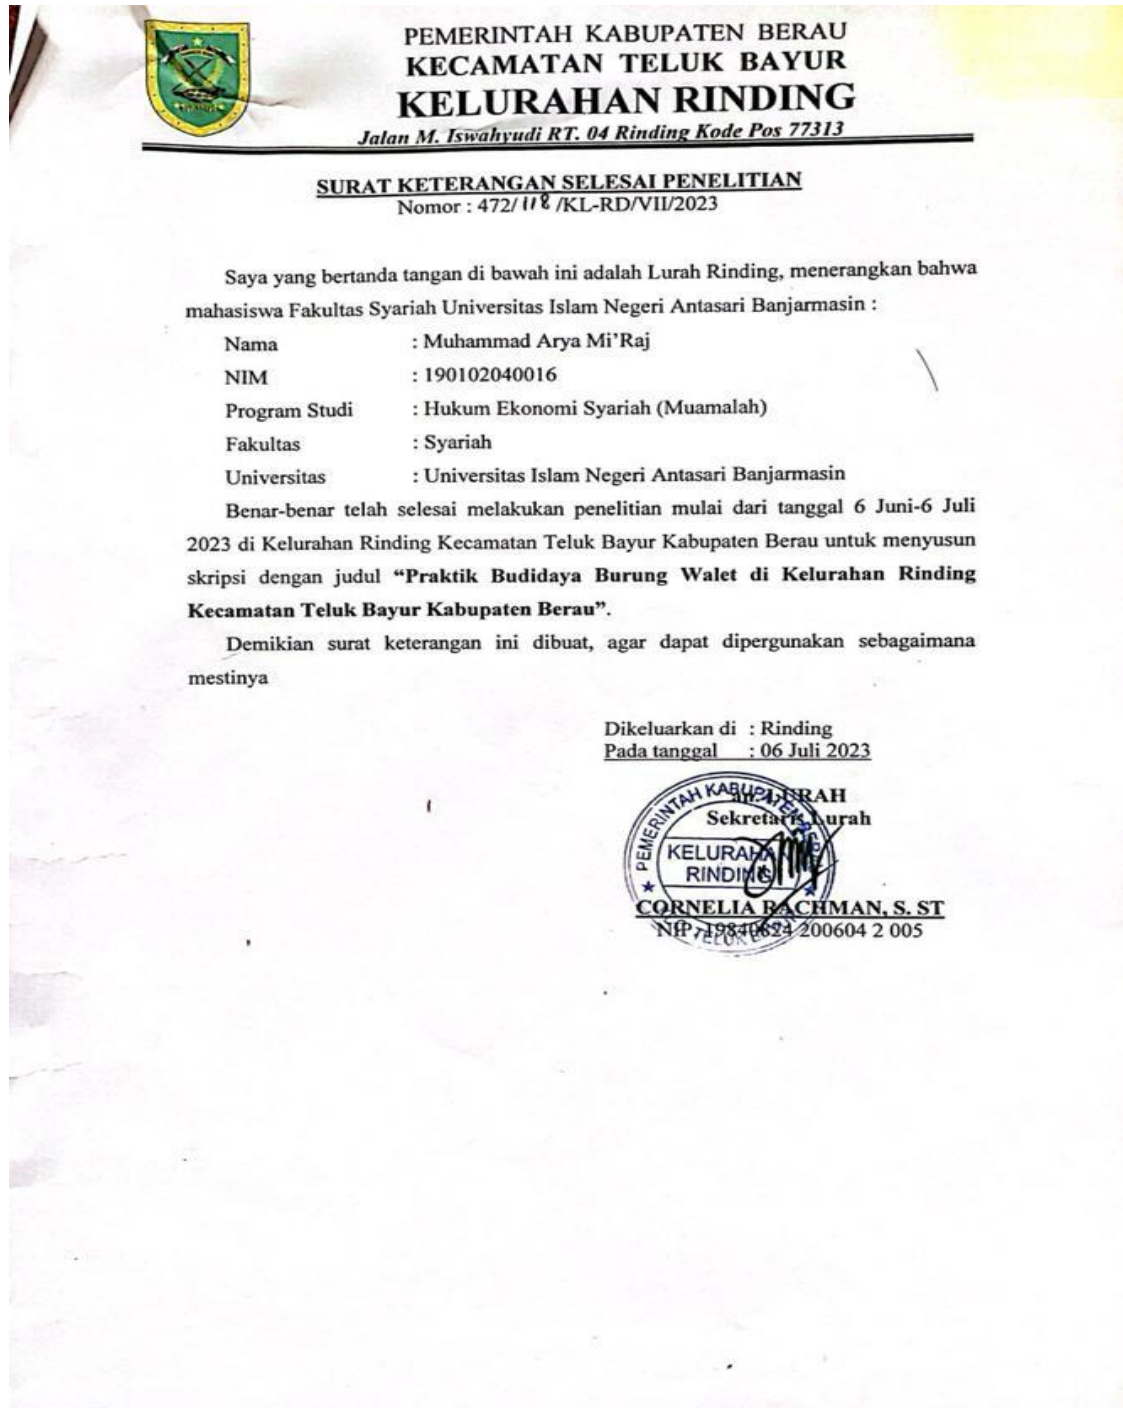 PEMERINTAH KABUPATEN BERAU
KECAMATAN TELUK BAYUR
KELURAHAN RINDING
Jalan M. Iswahyudi RT. 04 Rinding Kode Pos 77313
SURAT KETERANGAN SELESAI PENELITIAN
Nomor : 472/ 118 /KL-RD/VII/2023
Saya yang bertanda tangan di bawah ini adalah Lurah Rinding, menerangkan bahwa
mahasiswa Fakultas Syariah Universitas Islam Negeri Antasari Banjarmasin :
Nama : Muhammad Arya Mi’Raj
NIM : 190102040016
Program Studi : Hukum Ekonomi Syariah (Muamalah)
Fakultas : Syariah
Universitas : Universitas Islam Negeri Antasari Banjarmasin
Benar-benar telah selesai melakukan penelitian mulai dari tanggal 6 Juni-6 Juli
2023 di Kelurahan Rinding Kecamatan Teluk Bayur Kabupaten Berau untuk menyusun
skripsi dengan judul “Praktik Budidaya Burung Walet di Kelurahan Rinding
Kecamatan Teluk Bayur Kabupaten Berau”.
Demikian surat keterangan ini dibuat, agar dapat dipergunakan sebagaimana
mestinya
Dikeluarkan di : Rinding
Pada tanggal : 06 Juli 2023
an. LURAH
Sekretaris Lurah
PEMERINTAH KABUPATEN BERAU
KELURAHAN
RINDING
TELUK BAYUR
CORNELIA RACHMAN, S. ST
NIP. 19840824 200604 2 005